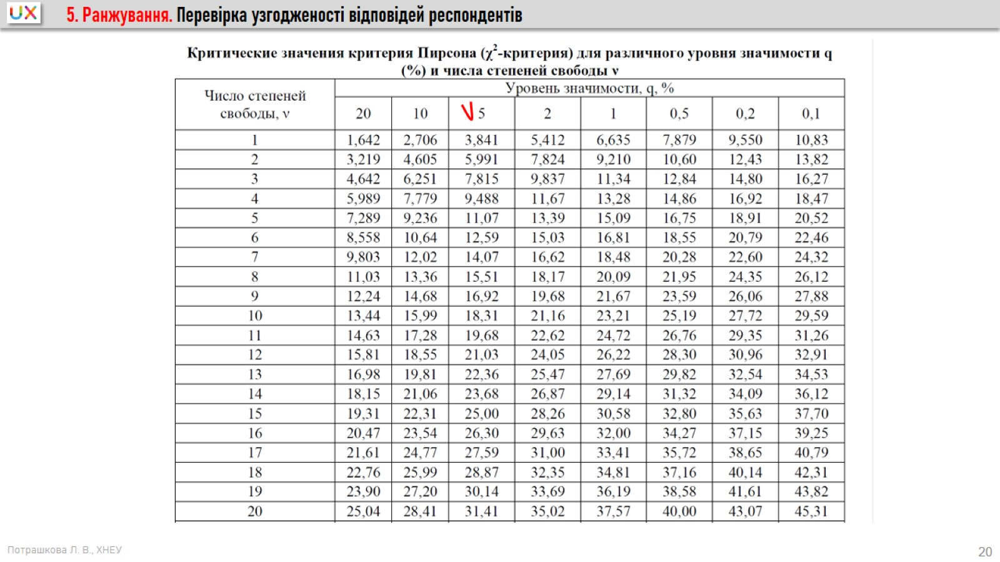 UX
5. Ранжування. Перевірка узгодженості відповідей респондентів
Критические значения критерия Пирсона (χ²-критерия) для различного уровня значимости q
(%) и числа степеней свободы ν
Число степеней
свободы, ν
Уровень значимости, q, %
20 10 V 5 2 1 0,5 0,2 0,1
1 1,642 2,706 3,841 5,412 6,635 7,879 9,550 10,83
2 3,219 4,605 5,991 7,824 9,210 10,60 12,43 13,82
3 4,642 6,251 7,815 9,837 11,34 12,84 14,80 16,27
4 5,989 7,779 9,488 11,67 13,28 14,86 16,92 18,47
5 7,289 9,236 11,07 13,39 15,09 16,75 18,91 20,52
6 8,558 10,64 12,59 15,03 16,81 18,55 20,79 22,46
7 9,803 12,02 14,07 16,62 18,48 20,28 22,60 24,32
8 11,03 13,36 15,51 18,17 20,09 21,95 24,35 26,12
9 12,24 14,68 16,92 19,68 21,67 23,59 26,06 27,88
10 13,44 15,99 18,31 21,16 23,21 25,19 27,72 29,59
11 14,63 17,28 19,68 22,62 24,72 26,76 29,35 31,26
12 15,81 18,55 21,03 24,05 26,22 28,30 30,96 32,91
13 16,98 19,81 22,36 25,47 27,69 29,82 32,54 34,53
14 18,15 21,06 23,68 26,87 29,14 31,32 34,09 36,12
15 19,31 22,31 25,00 28,26 30,58 32,80 35,63 37,70
16 20,47 23,54 26,30 29,63 32,00 34,27 37,15 39,25
17 21,61 24,77 27,59 31,00 33,41 35,72 38,65 40,79
18 22,76 25,99 28,87 32,35 34,81 37,16 40,14 42,31
19 23,90 27,20 30,14 33,69 36,19 38,58 41,61 43,82
20 25,04 28,41 31,41 35,02 37,57 40,00 43,07 45,31
Потрашкова Л. В., ХНЕУ
20